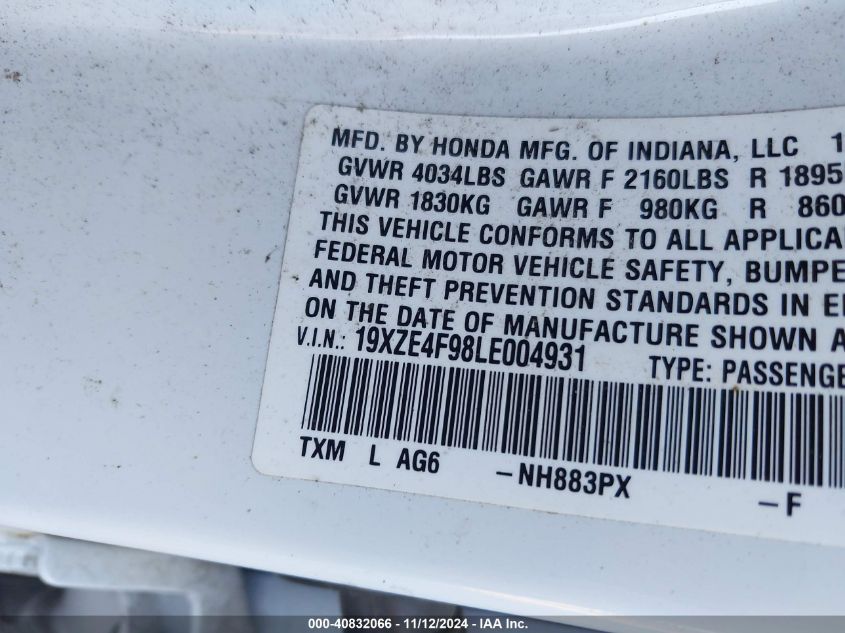 MFD. BY HONDA MFG. OF INDIANA, LLC 1
GVWR 4034LBS GAWR F 2160LBS R 1895
GVWR 1830KG GAWR F 980KG R 860
THIS VEHICLE CONFORMS TO ALL APPLICA
FEDERAL MOTOR VEHICLE SAFETY, BUMPE
AND THEFT PREVENTION STANDARDS IN E
ON THE DATE OF MANUFACTURE SHOWN A
V.I.N.: 19XZE4F98LE004931 TYPE: PASSENGE
TXM L AG6 -NH883PX -F
000-40832066 - 11/12/2024 - IAAI Inc.